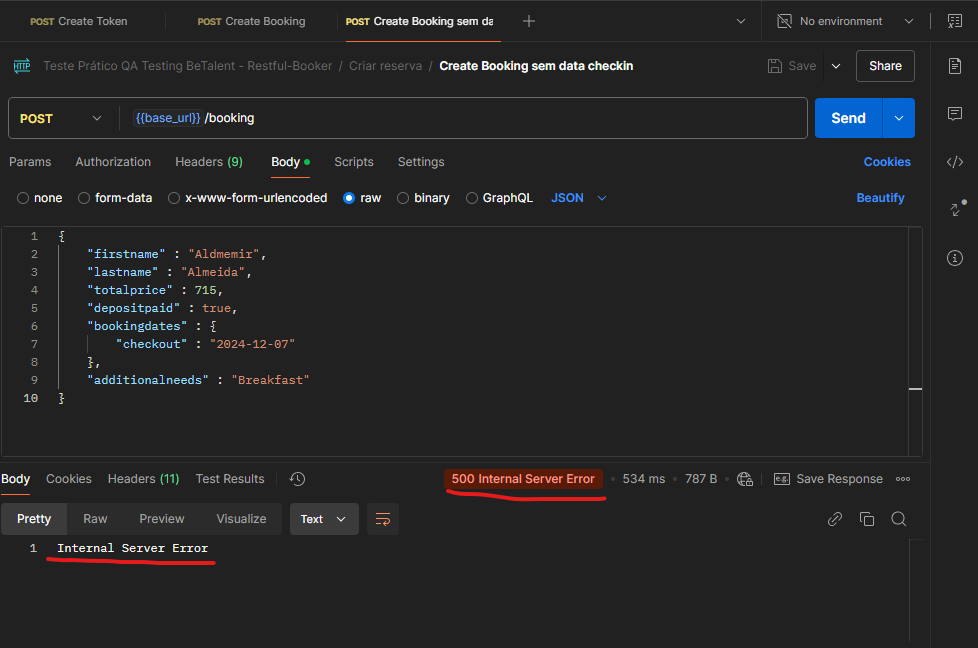 POST Create Token POST Create Booking POST Create Booking sem da No environment
HTTP Teste Prático QA Testing BeTalent - Restful-Booker / Criar reserva / Create Booking sem data checkin Save Share
POST {{base_url}} /booking Send
Params Authorization Headers (9) Body Scripts Settings Cookies
none form-data x-www-form-urlencoded raw binary GraphQL JSON Beautify
1 {
2 "firstname" : "Aldmemir",
3 "lastname" : "Almeida",
4 "totalprice" : 715,
5 "depositpaid" : true,
6 "bookingdates" : {
7 "checkout" : "2024-12-07"
8 },
9 "additionalneeds" : "Breakfast"
10 }
Body Cookies Headers (11) Test Results 500 Internal Server Error 534 ms 787 B e.g. Save Response
Pretty Raw Preview Visualize Text
1 Internal Server Error